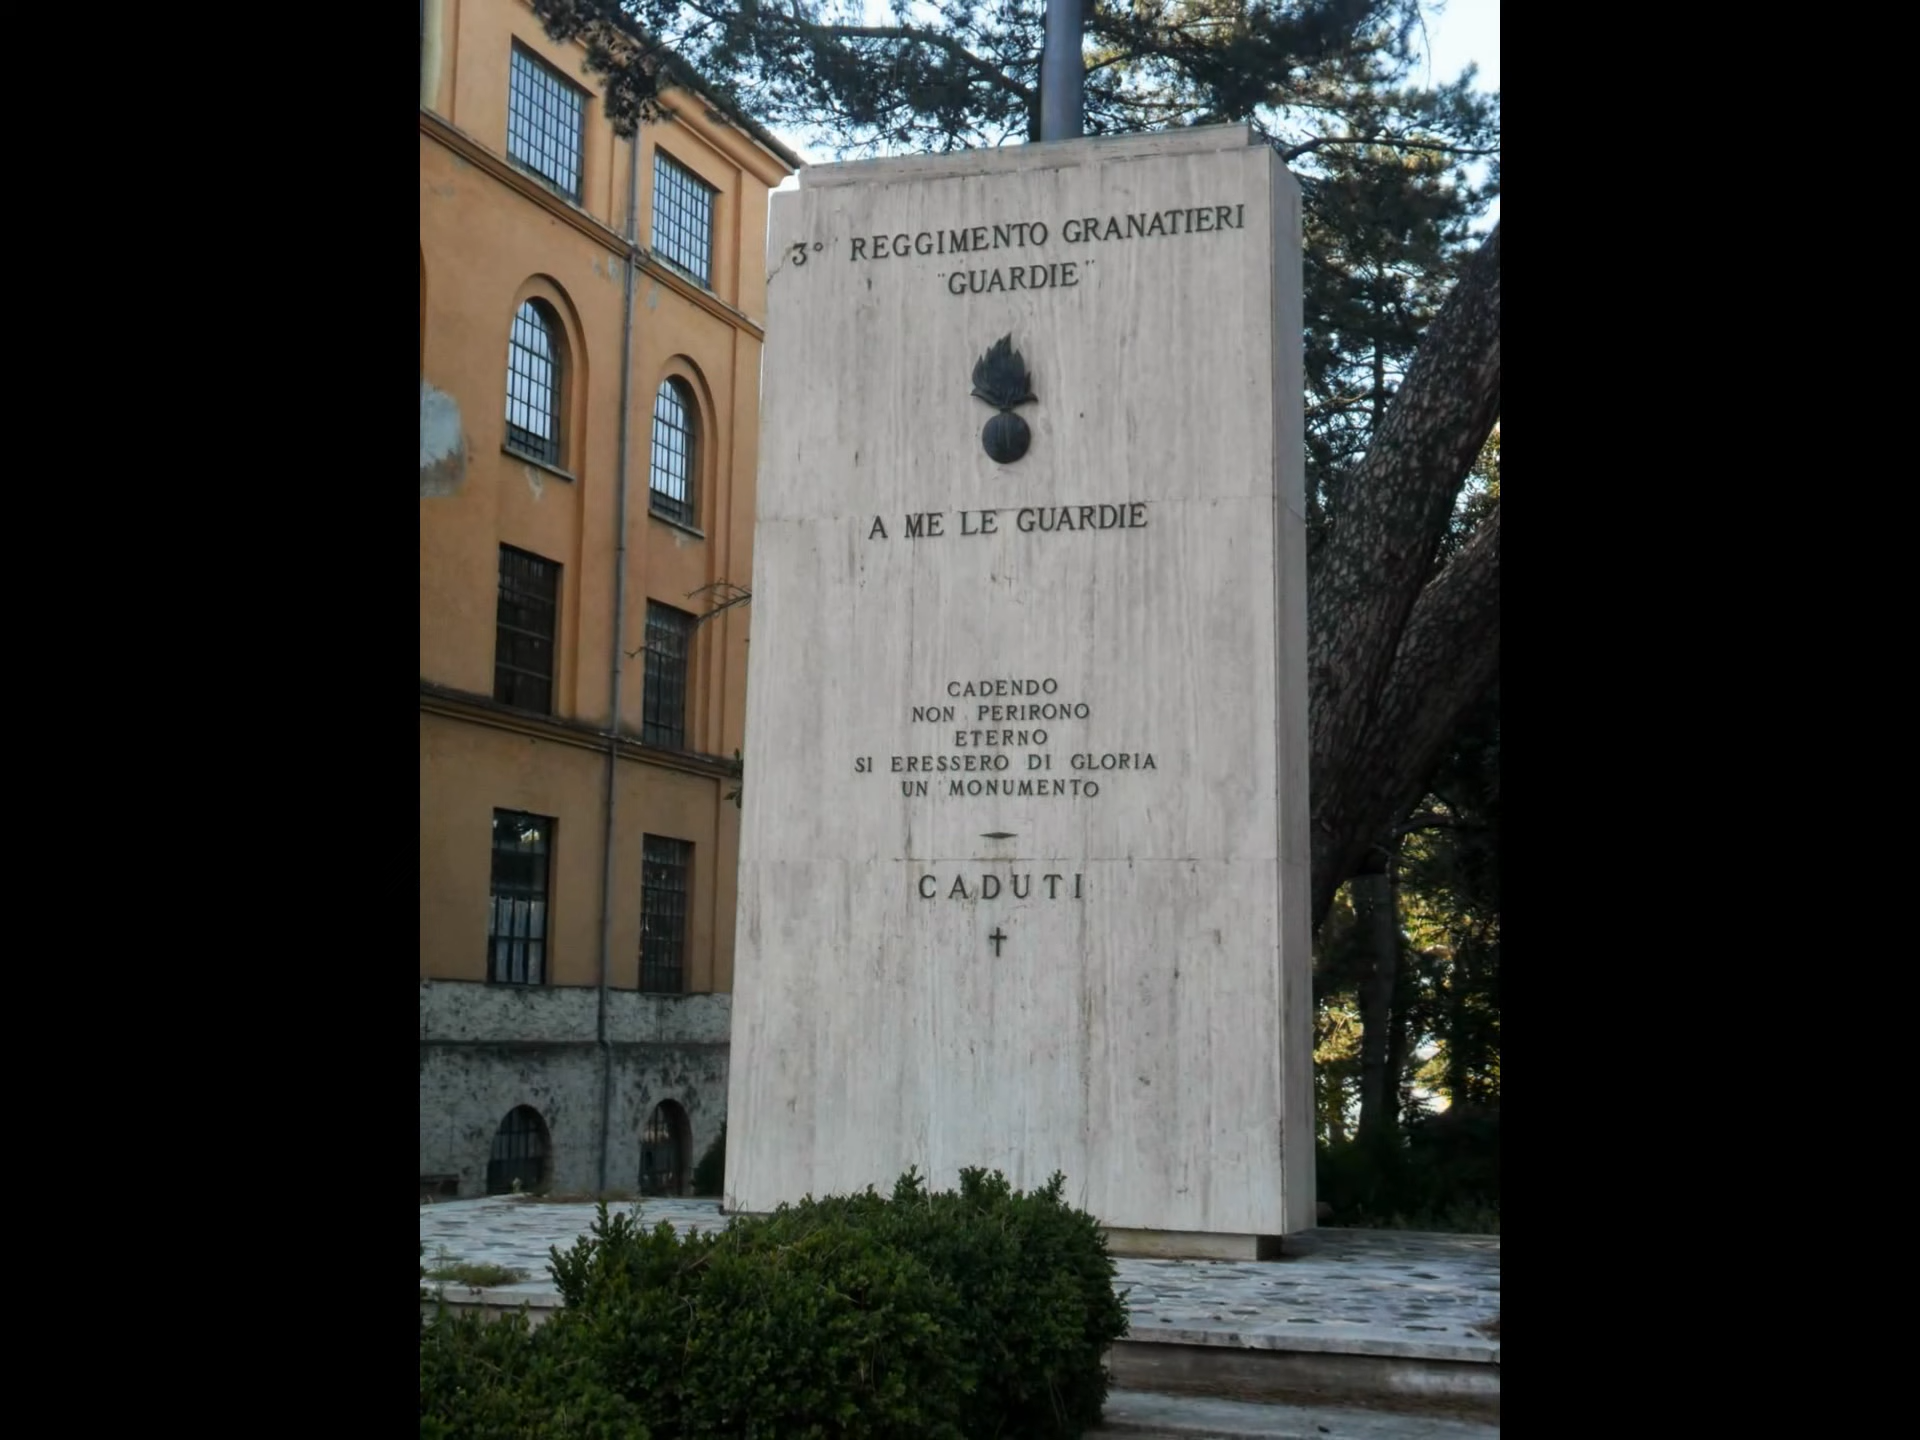 3° REGGIMENTO GRANATIERI
"GUARDIE"
A ME LE GUARDIE
CADENDO
NON PERIRONO
ETERNO
SI ERESSERO DI GLORIA
UN MONUMENTO
CADUTI